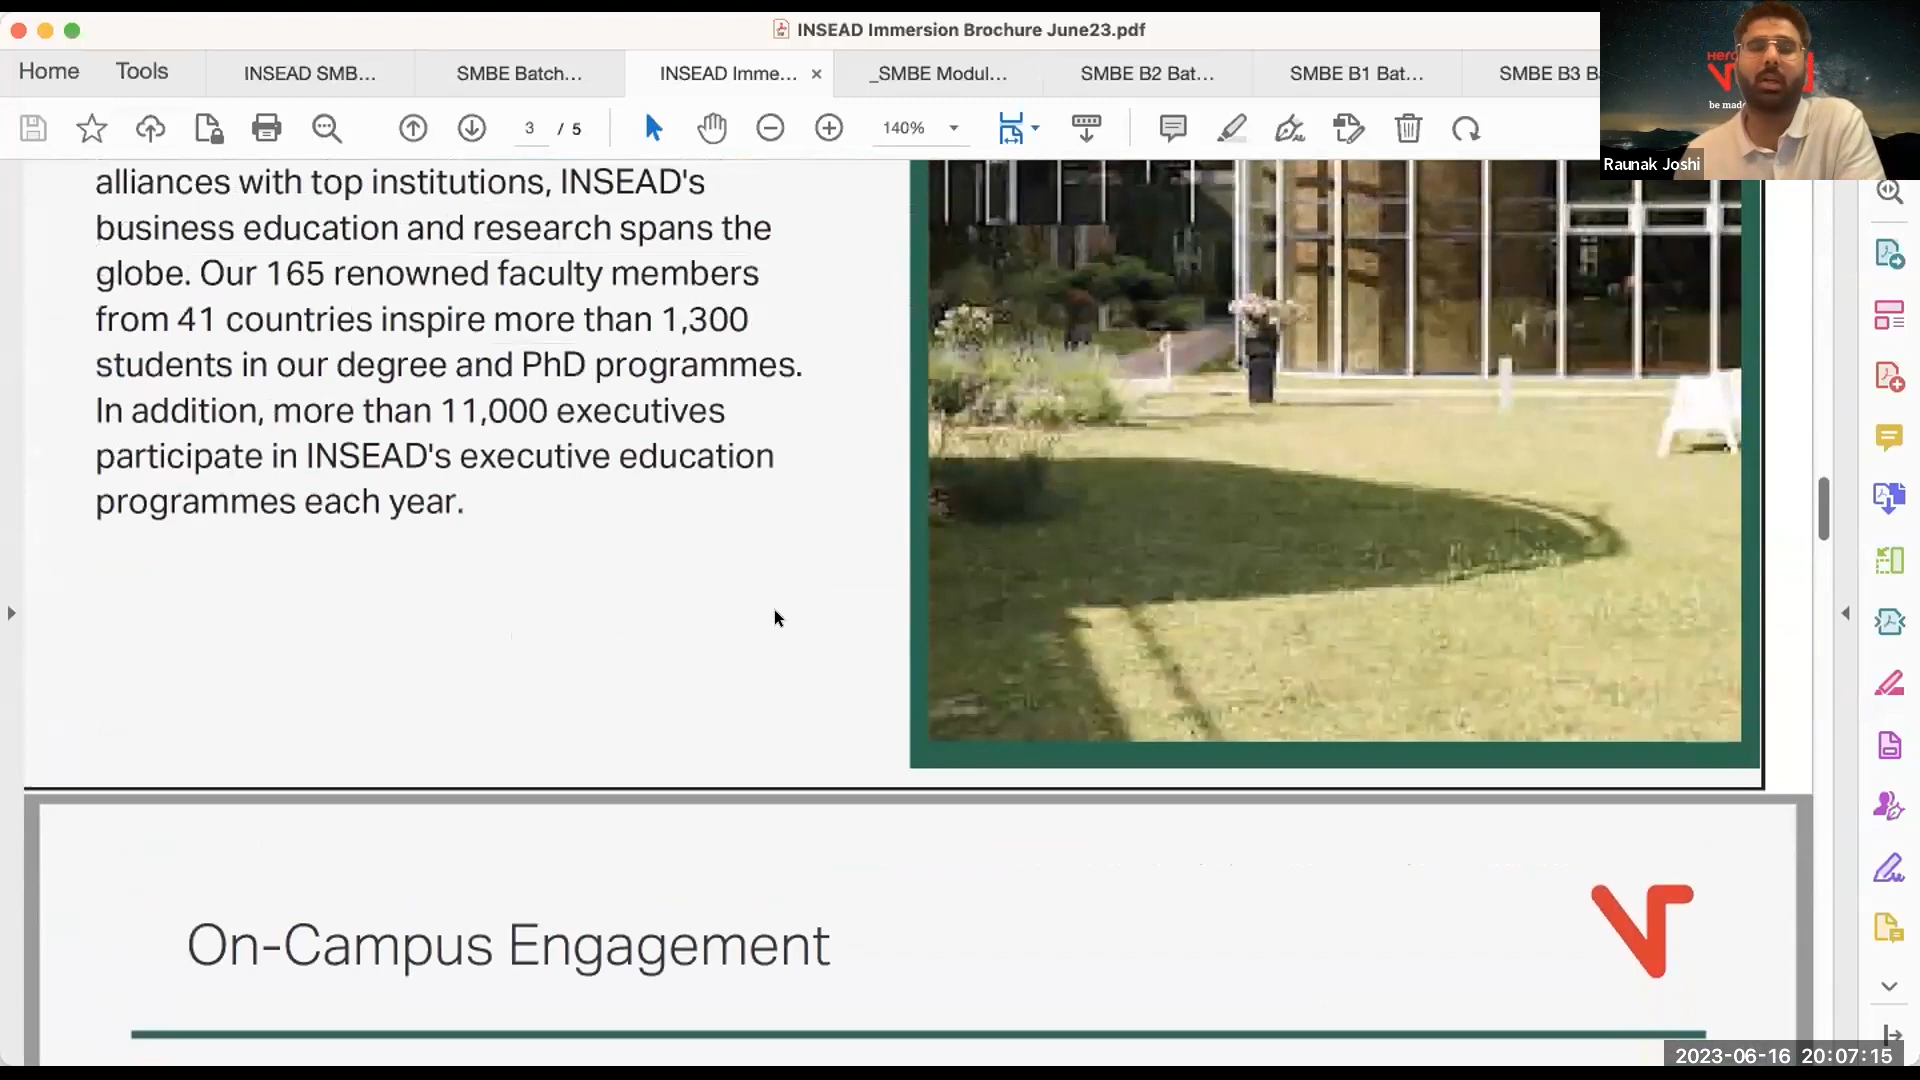 INSEAD Immersion Brochure June23.pdf
Home
Tools
INSEAD SMB...
SMBE Batch...
INSEAD Imme...
_SMBE Modul...
SMBE B2 Bat...
SMBE B1 Bat...
SMBE B3 B
3 / 5
140%
be mad
Raunak Joshi
alliances with top institutions, INSEAD's
business education and research spans the
globe. Our 165 renowned faculty members
from 41 countries inspire more than 1,300
students in our degree and PhD programmes.
In addition, more than 11,000 executives
participate in INSEAD's executive education
programmes each year.
On-Campus Engagement
2023-06-16 20:07:15